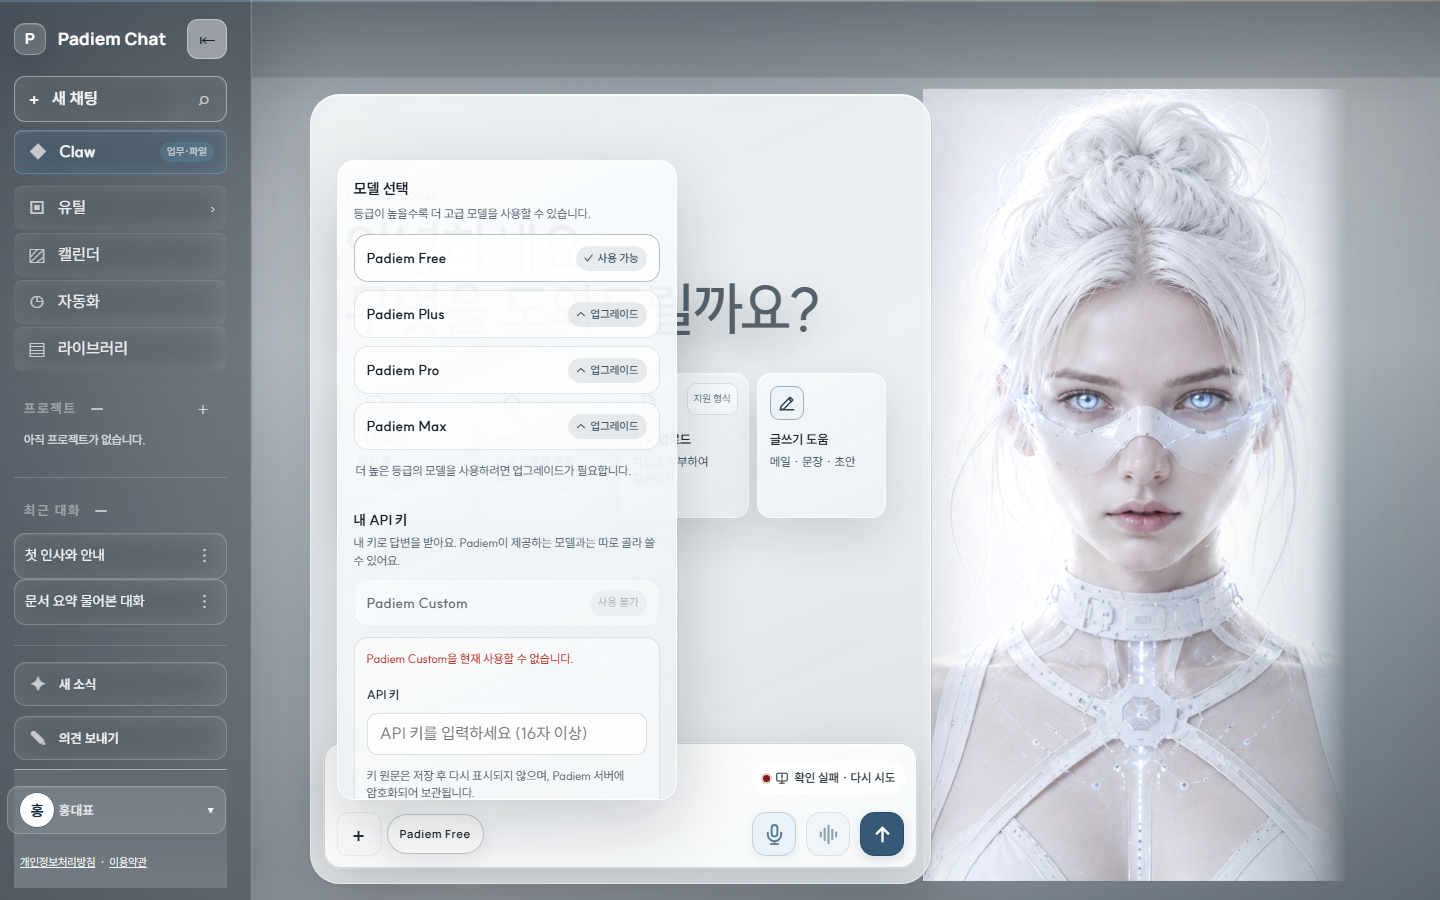 P Padiem Chat
+ 새 채팅
Claw 업무·파일
유틸
캘린더
자동화
라이브러리
프로젝트
아직 프로젝트가 없습니다.
최근 대화
첫 인사와 안내
문서 요약 물어본 대화
새 소식
의견 보내기
홍 홍대표
개인정보처리방침 · 이용약관
모델 선택
등급이 높을수록 더 고급 모델을 사용할 수 있습니다.
Padiem Free 사용 가능
Padiem Plus 업그레이드
Padiem Pro 업그레이드
Padiem Max 업그레이드
더 높은 등급의 모델을 사용하려면 업그레이드가 필요합니다.
내 API 키
내 키로 답변을 받아요. Padiem이 제공하는 모델과는 따로 골라 쓸
수 있어요.
Padiem Custom 사용 불가
Padiem Custom을 현재 사용할 수 없습니다.
API 키
API 키를 입력하세요 (16자 이상)
키 원문은 저장 후 다시 표시되지 않으며, Padiem 서버에
암호화되어 보관됩니다.
릴까요?
지원 형식
글쓰기 도움
메일 · 문장 · 초안
확인 실패 · 다시 시도
+ Padiem Free